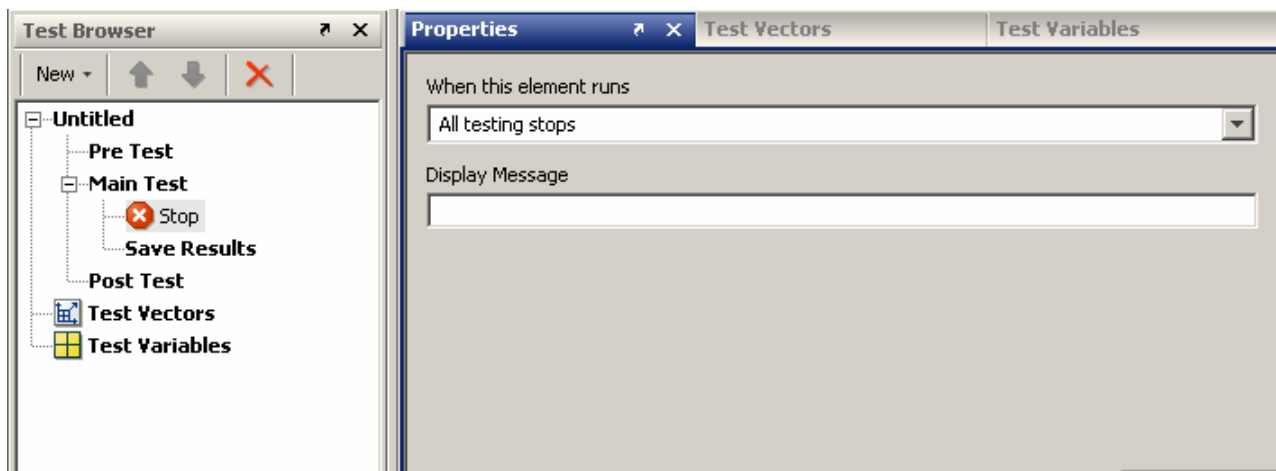 Test Browser
New
Untitled
Pre Test
Main Test
Stop
Save Results
Post Test
Test Vectors
Test Variables
Properties
Test Vectors
Test Variables
When this element runs
All testing stops
Display Message